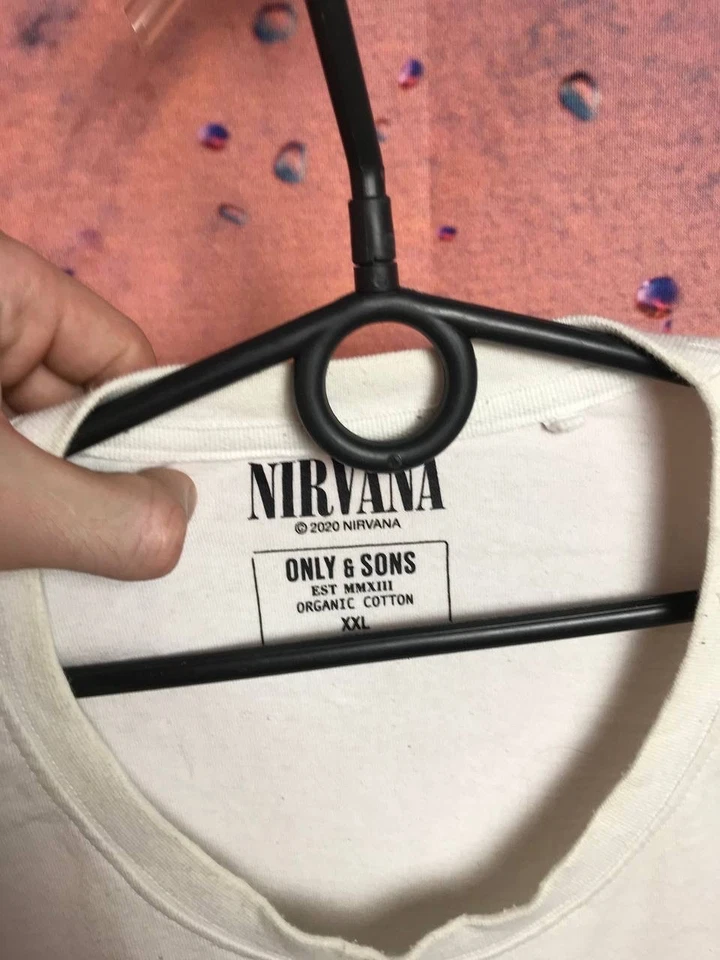 NIRVANA
© 2020 NIRVANA
ONLY & SONS
EST MMXIII
ORGANIC COTTON
XXL